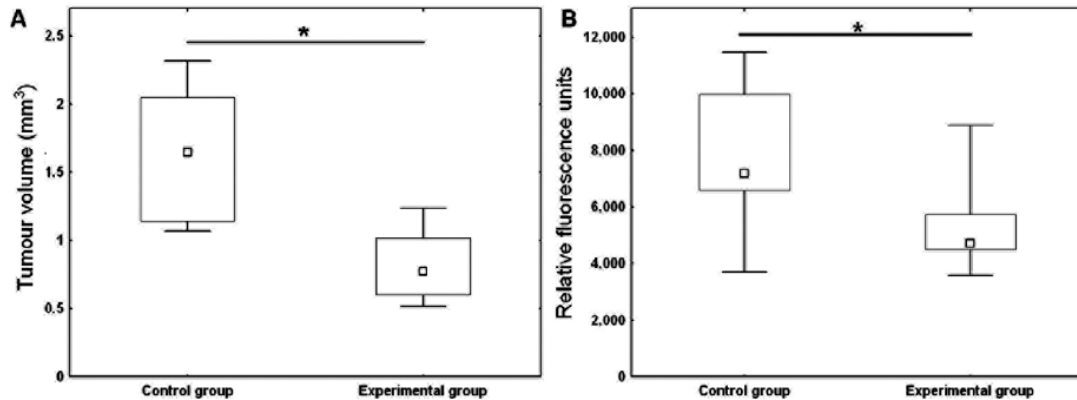 A
*
Tumour volume (mm³)
2.5
2
1.5
1
0.5
0
Control group
Experimental group
B
*
Relative fluorescence units
12,000
10,000
8,000
6,000
4,000
2,000
0
Control group
Experimental group